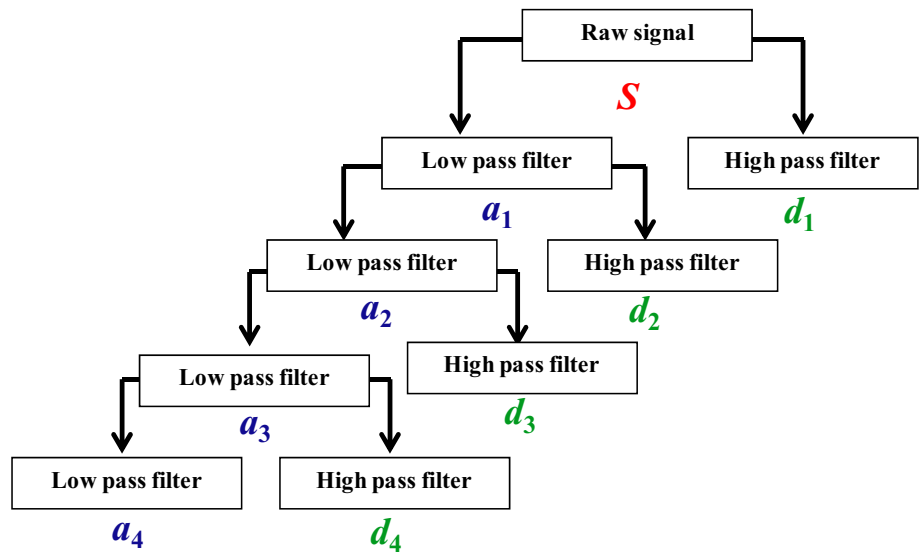 Raw signal
S
Low pass filter
High pass filter
a1
d1
Low pass filter
High pass filter
a2
d2
Low pass filter
High pass filter
a3
d3
Low pass filter
High pass filter
a4
d4